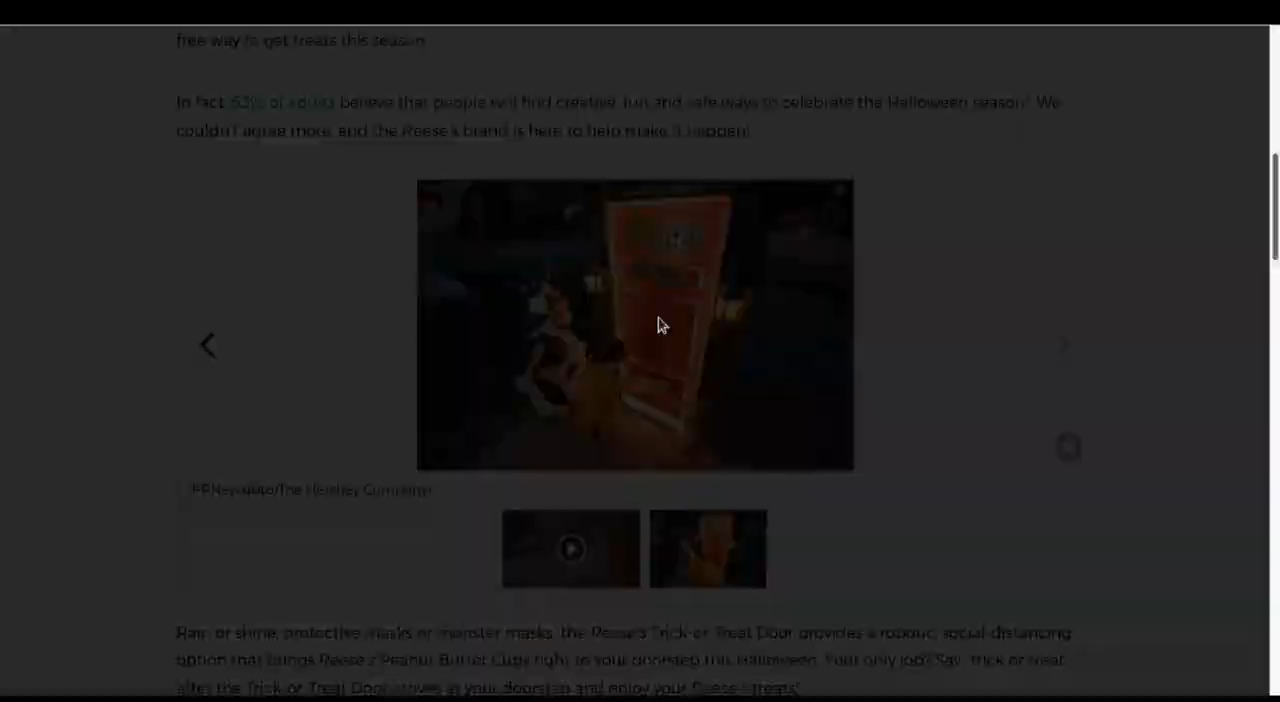 free way to get treats this season
In fact 63% of adults believe that people will find creative, fun and safe ways to celebrate the Halloween season. We
couldn't agree more, and the Reese's brand is here to help make it happen!
PRNewsfoto/The Hershey Company
Rain or shine, protective masks or monster masks, the Reese's Trick-or-Treat Door provides a robotic, social-distancing
option that brings Reese's Peanut Butter Cups right to your doorstep this Halloween. Your only job? Say, trick or treat
after the Trick-or-Treat Door arrives at your doorstep and enjoy your Reese's treats!